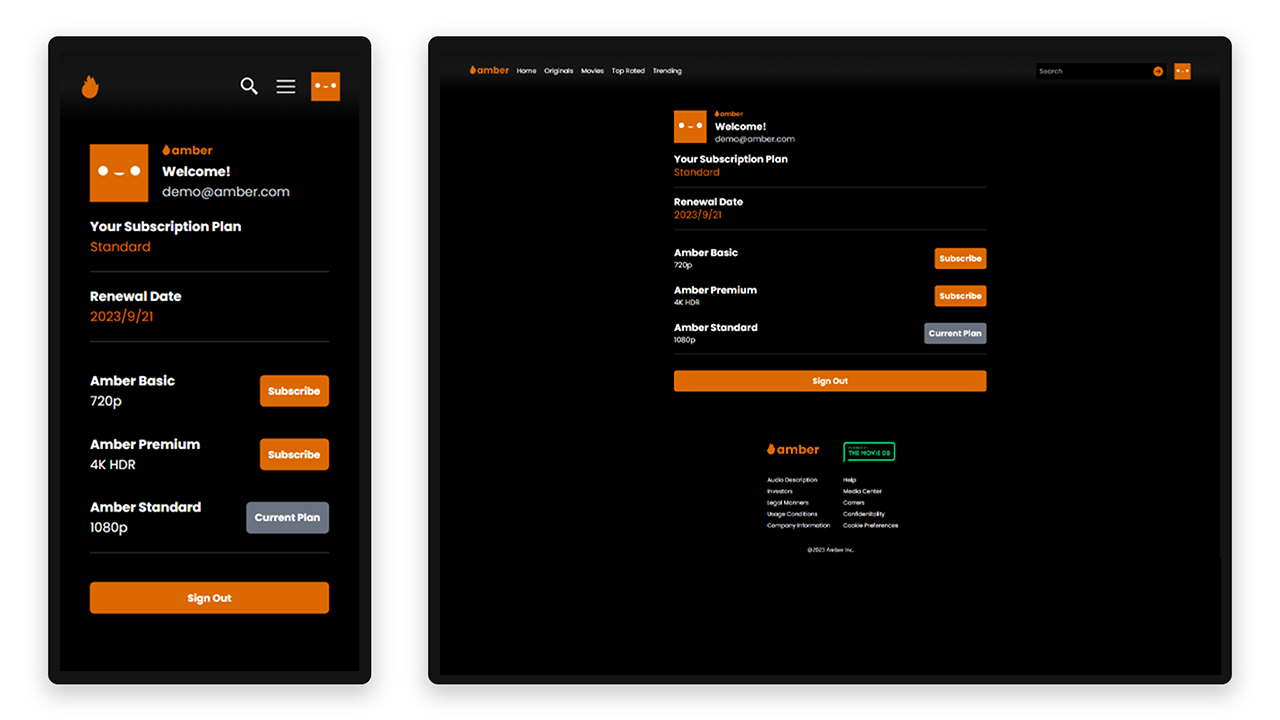 amber
Welcome!
demo@amber.com
Your Subscription Plan
Standard
Renewal Date
2023/9/21
Amber Basic
720p
Subscribe
Amber Premium
4K HDR
Subscribe
Amber Standard
1080p
Current Plan
Sign Out
amber Home Originals Movies Top Rated Trending Search
amber
Welcome!
demo@amber.com
Your Subscription Plan
Standard
Renewal Date
2023/9/21
Amber Basic
720p
Subscribe
Amber Premium
4K HDR
Subscribe
Amber Standard
1080p
Current Plan
Sign Out
amber
THE MOVIE DB
Audio Description
Investors
Legal Manners
Usage Conditions
Company Information
Help
Media Center
Carrers
Confidenitality
Cookie Preferences
@2023 Amber Inc.